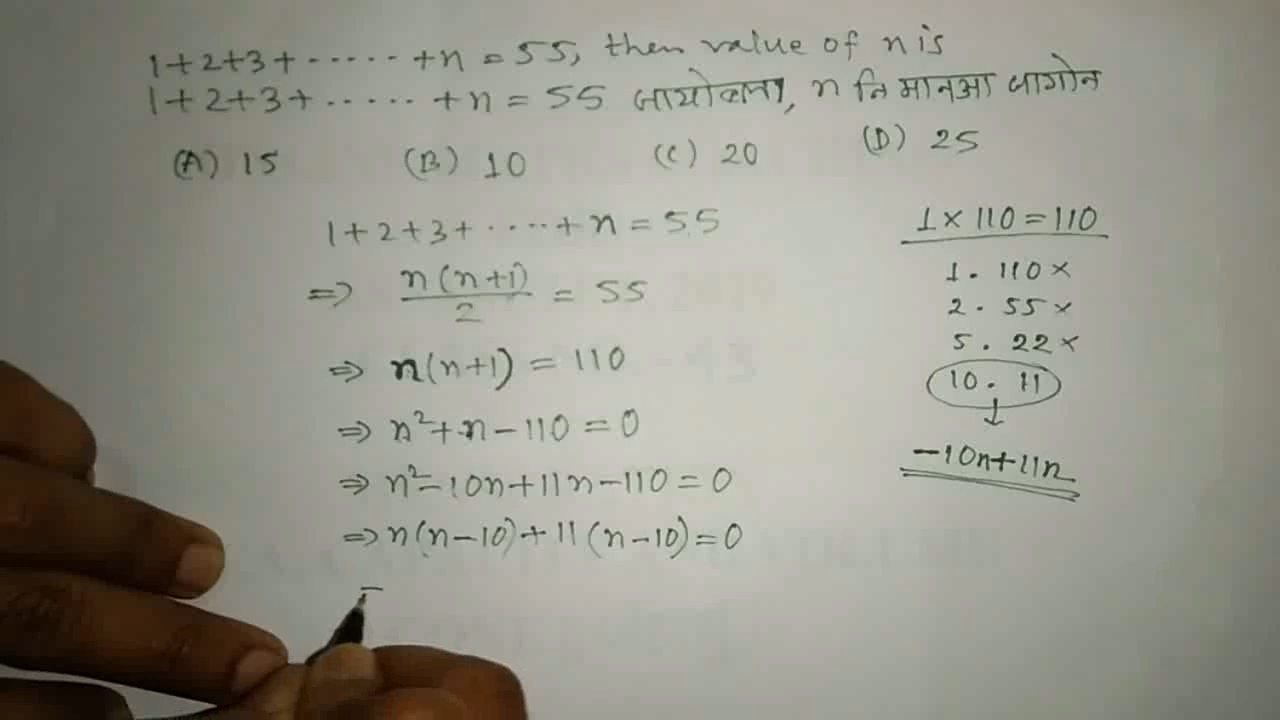 1+2+3+·····+n = 55, then value of n is
1+2+3+·····+n = 55 जायोब्ला, n नि मानआ जागोन
(A) 15 (B) 10 (C) 20 (D) 25
1+2+3+····+n = 55
⇒ n(n+1)/2 = 55
⇒ n(n+1) = 110
⇒ n²+n-110 = 0
⇒ n²-10n+11n-110 = 0
⇒ n(n-10)+11(n-10)=0
1×110=110
1. 110×
2. 55×
5. 22×
10. 11
↓
-10n+11n